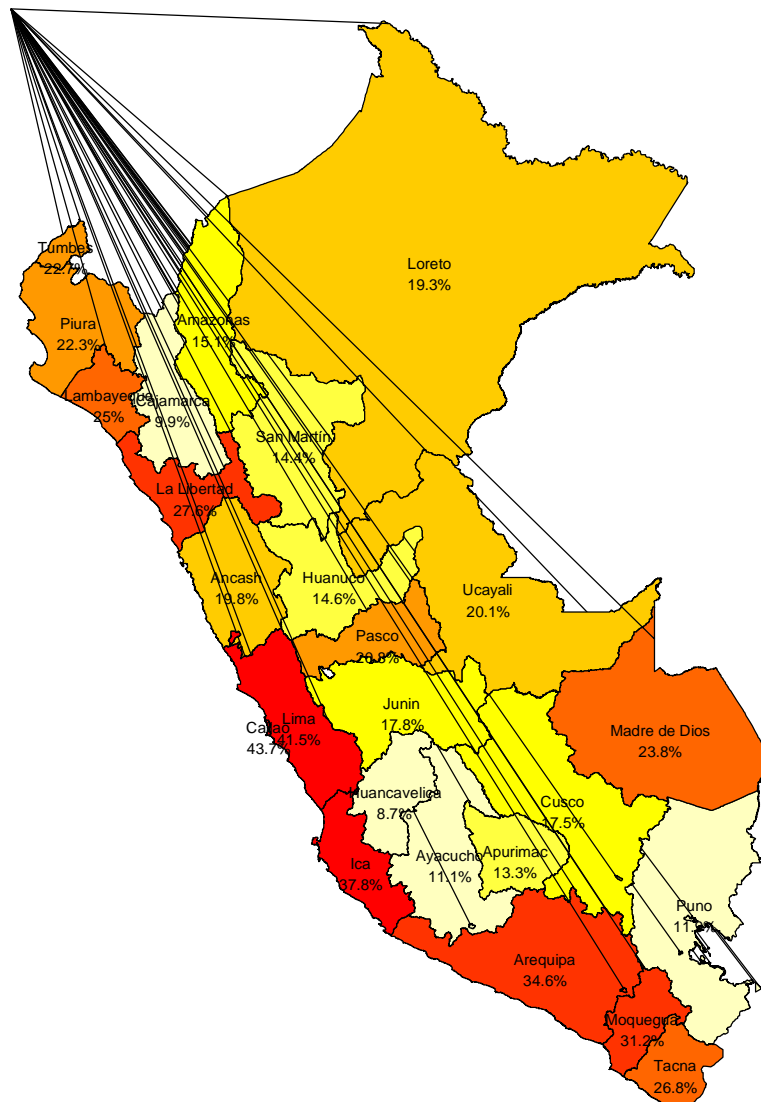 Loreto
19.3%
Tumbes
22.7%
Amazonas
15.1%
Piura
22.3%
Lambayeque
25%
Cajamarca
9.9%
San Martín
14.4%
La Libertad
27.6%
Ancash
19.8%
Huanuco
14.6%
Ucayali
20.1%
Pasco
Junin
17.8%
Lima
41.5%
Callao
43.7%
Madre de Dios
23.8%
Huancavelica
8.7%
Cusco
17.5%
Ica
37.8%
Ayacucho
11.1%
Apurimac
13.3%
Puno
Arequipa
34.6%
Moquegua
31.2%
Tacna
26.8%